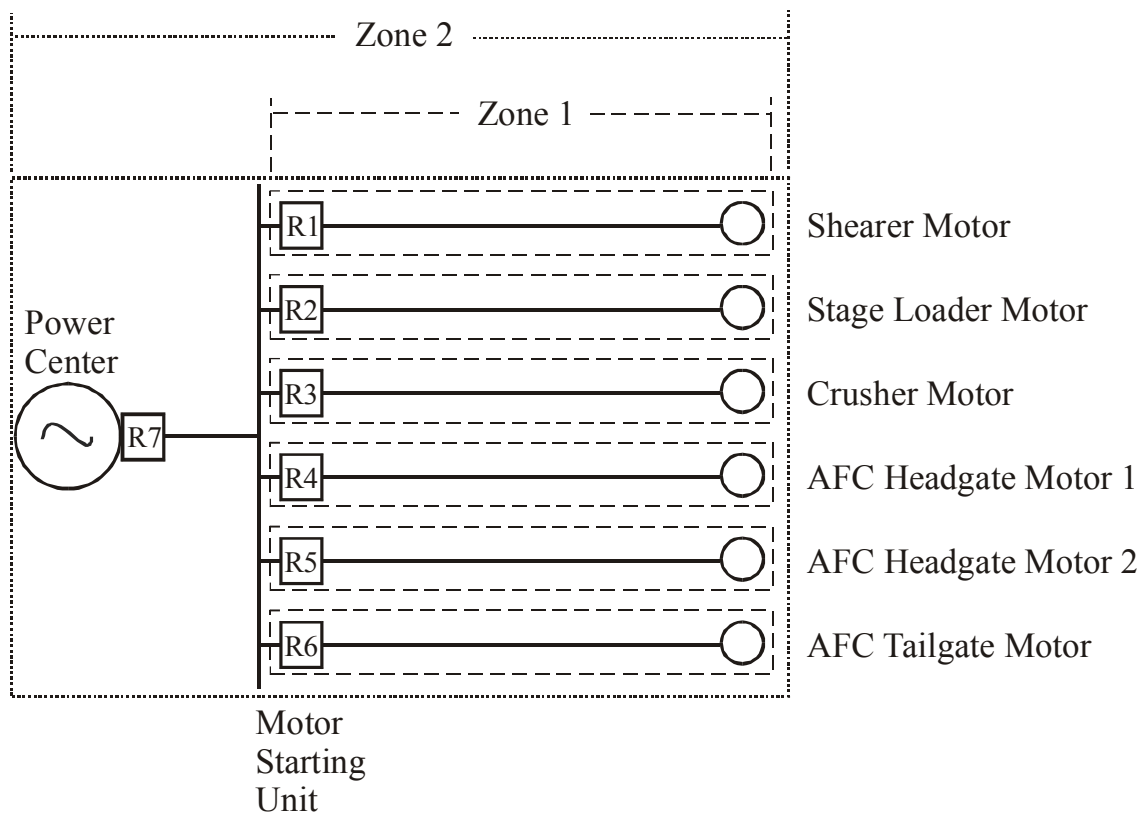 Zone 2
Zone 1
R1
Shearer Motor
R2
Stage Loader Motor
Power
Center
R3
Crusher Motor
R7
R4
AFC Headgate Motor 1
R5
AFC Headgate Motor 2
R6
AFC Tailgate Motor
Motor
Starting
Unit